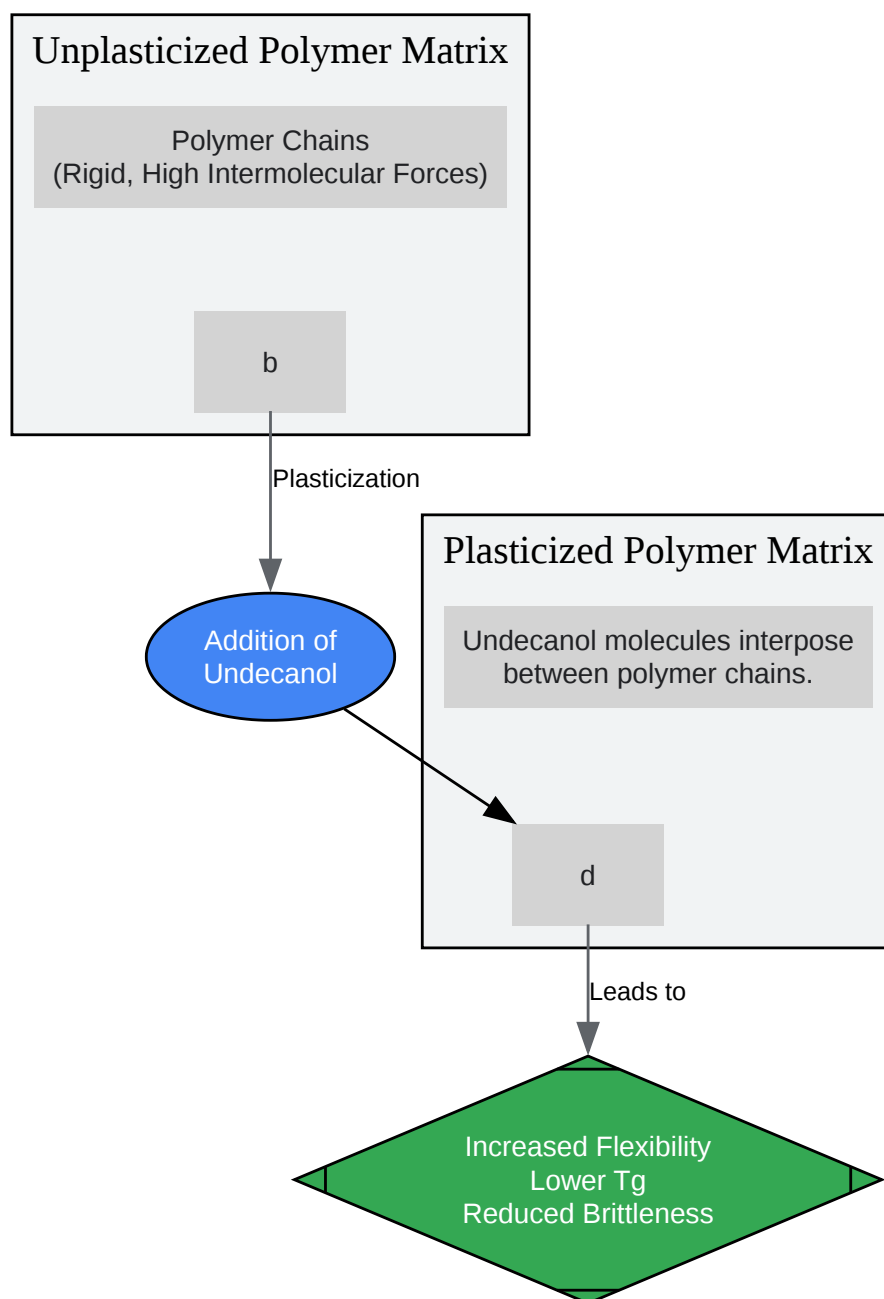 Unplasticized Polymer Matrix
Polymer Chains
(Rigid, High Intermolecular Forces)
b
Plasticization
Addition of
Undecanol
Plasticized Polymer Matrix
Undecanol molecules interpose
between polymer chains.
d
Leads to
Increased Flexibility
Lower Tg
Reduced Brittleness